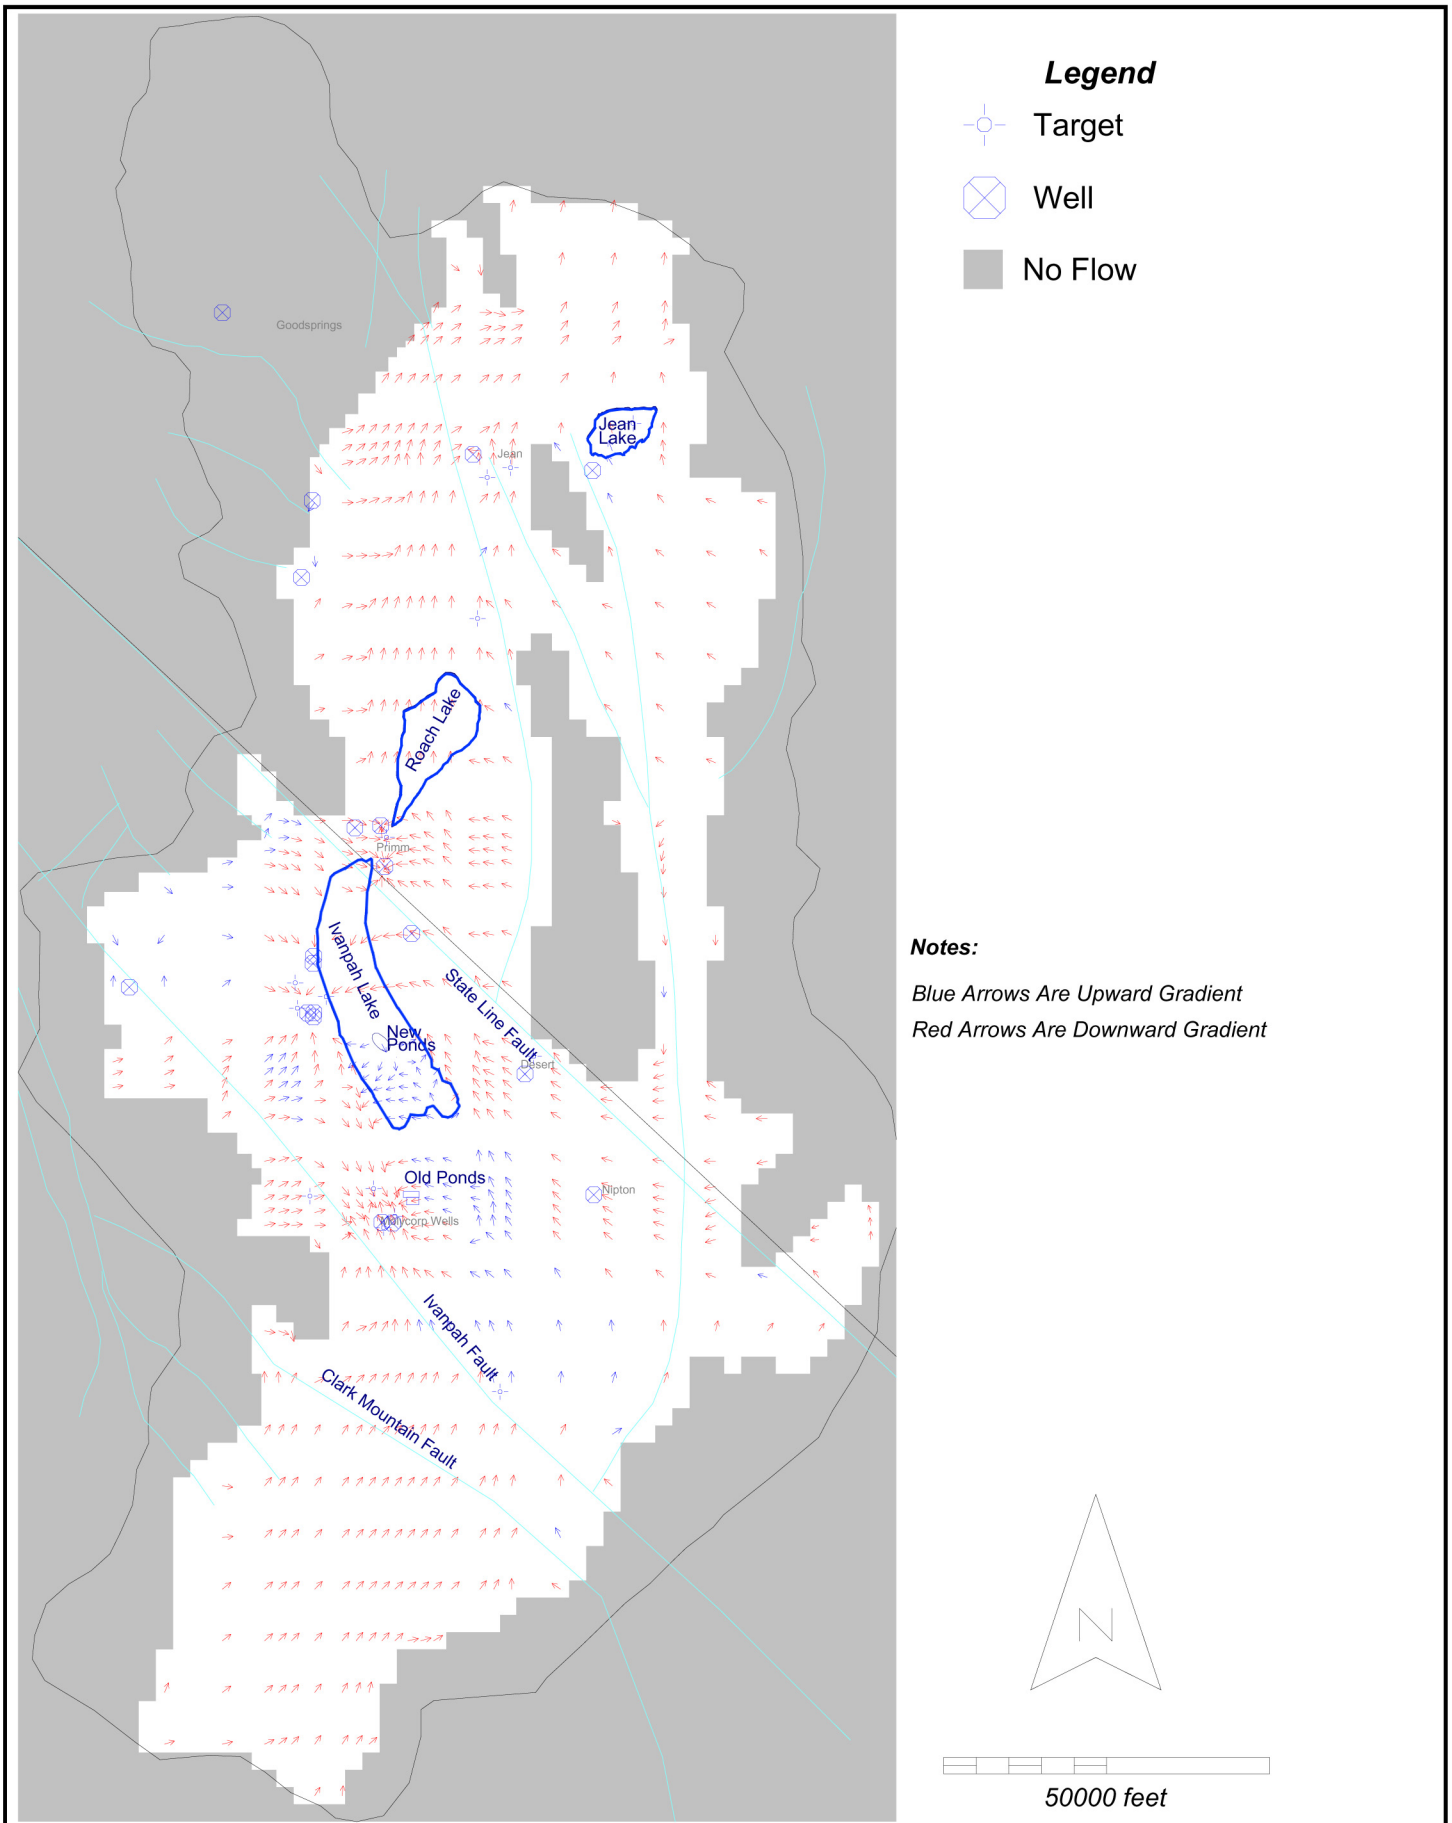 Legend
Target
Well
No Flow
Goodsprings
Jean
Lake
Jean
Roach Lake
Primm
Ivanpah Lake
State Line Fault
New
Ponds
Desert
Notes:
Blue Arrows Are Upward Gradient
Red Arrows Are Downward Gradient
Old Ponds
Nipton
Molycorp Wells
Ivanpah Fault
Clark Mountain Fault
N
50000 feet